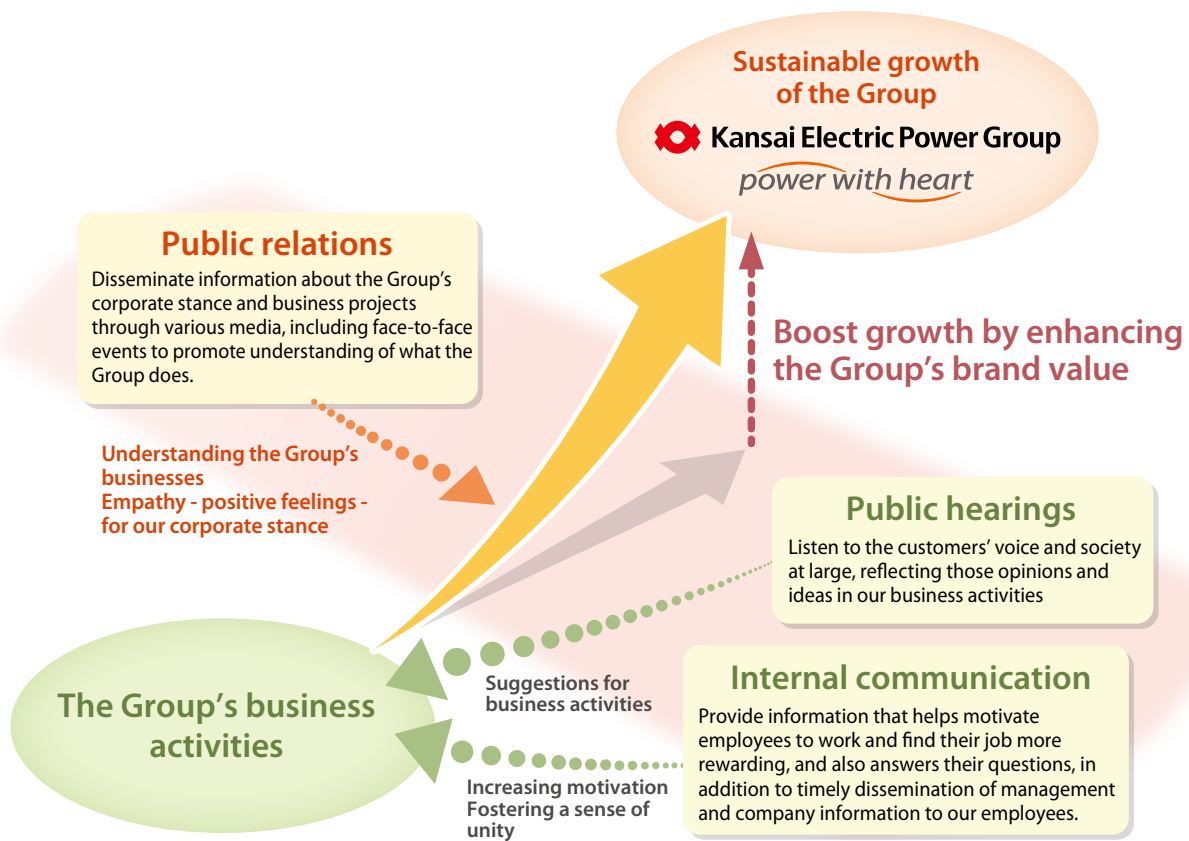 Sustainable growth
of the Group
Kansai Electric Power Group
power with heart
Public relations
Disseminate information about the Group's
corporate stance and business projects
through various media, including face-to-face
events to promote understanding of what the
Group does.
Boost growth by enhancing
the Group's brand value
Understanding the Group's
businesses
Empathy - positive feelings -
for our corporate stance
Public hearings
Listen to the customers' voice and society
at large, reflecting those opinions and
ideas in our business activities
The Group's business
activities
Suggestions for
business activities
Internal communication
Provide information that helps motivate
employees to work and find their job more
rewarding, and also answers their questions, in
addition to timely dissemination of management
and company information to our employees.
Increasing motivation
Fostering a sense of
unity